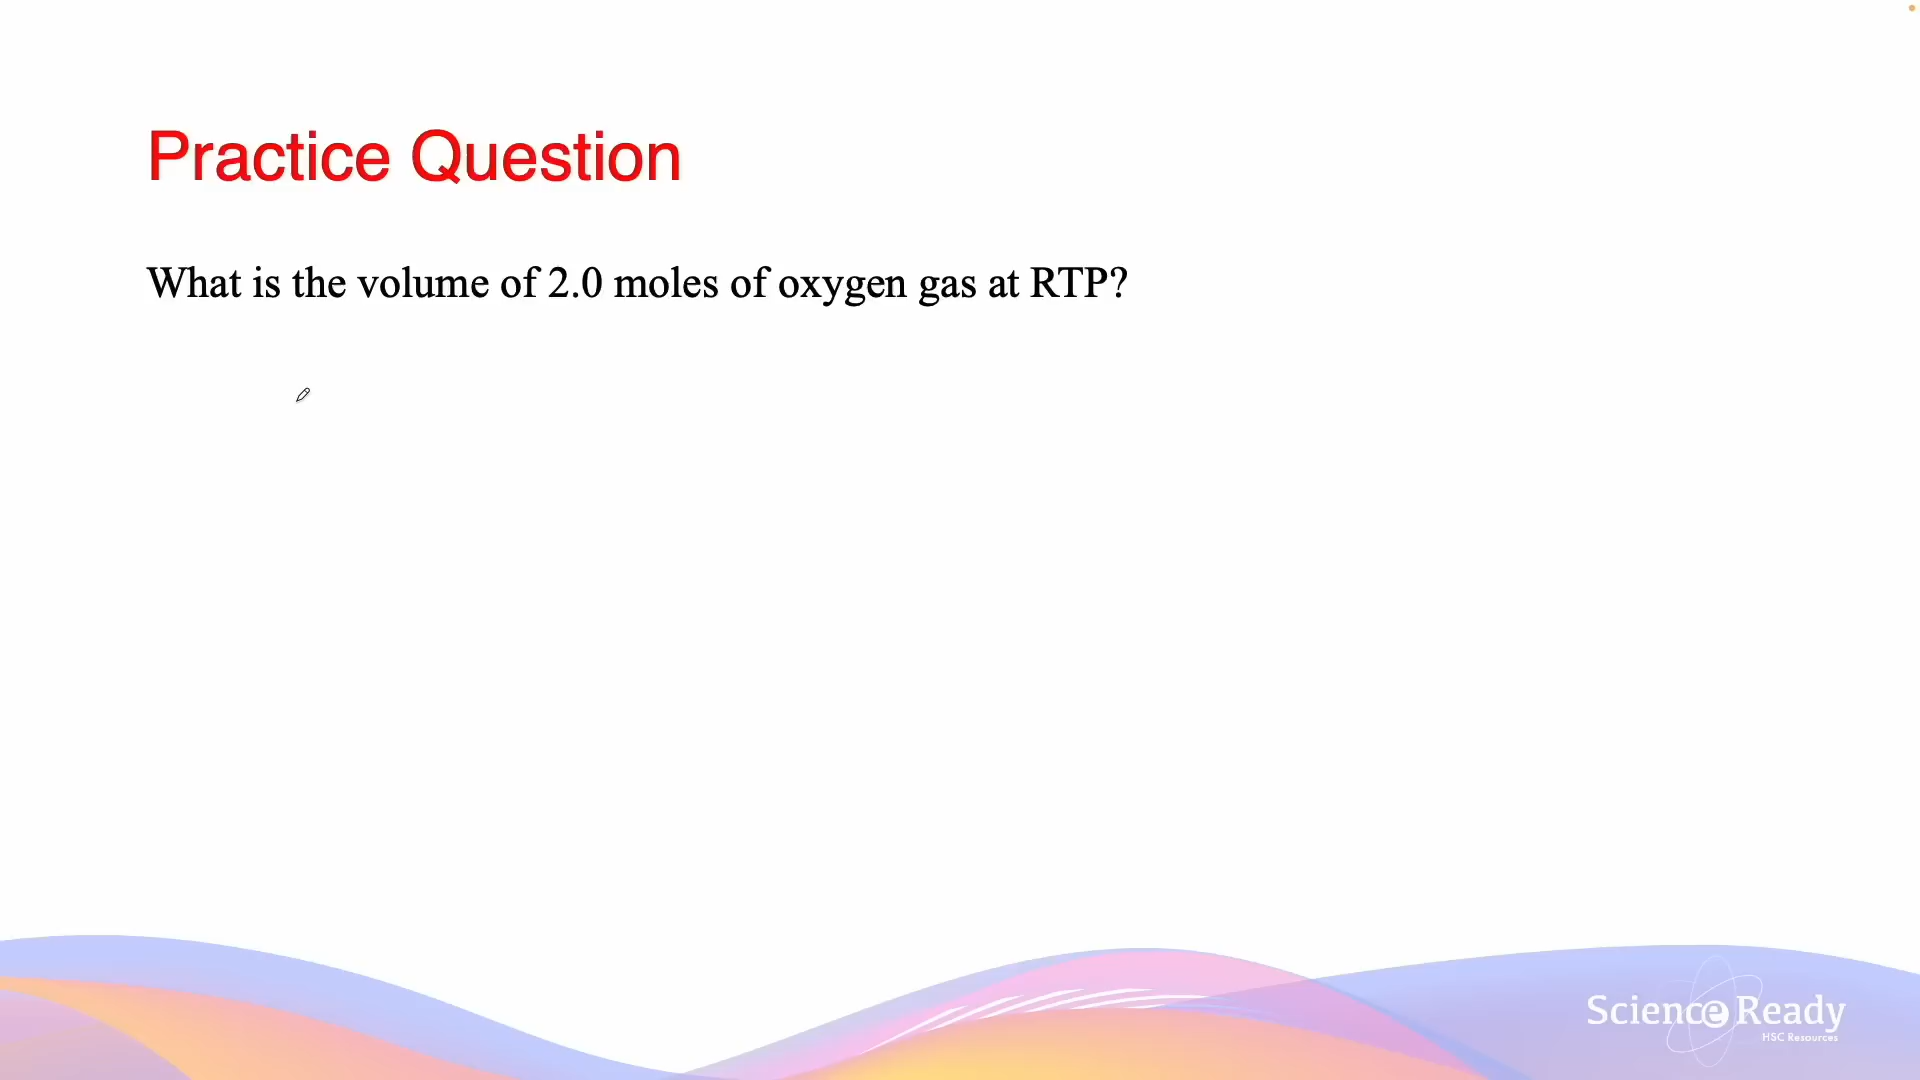 Practice Question
What is the volume of 2.0 moles of oxygen gas at RTP?
Science Ready
HSC Resources